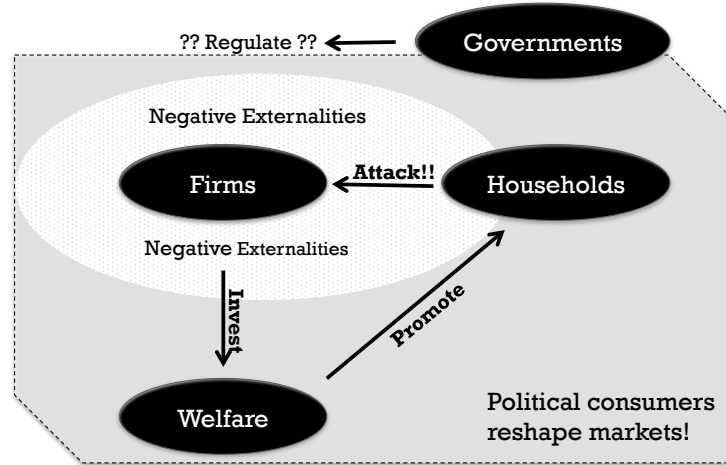 Governments
?? Regulate ??
Negative Externalities
Attack!!
Firms
Households
Negative Externalities
Invest
Promote
Welfare
Political consumers
reshape markets!